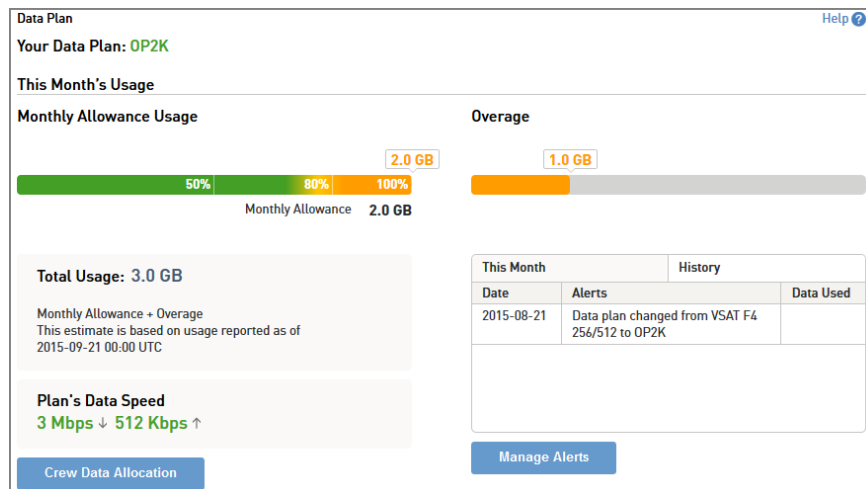 Data Plan
Help ?
Your Data Plan: OP2K
This Month's Usage
Monthly Allowance Usage
Overage
2.0 GB
1.0 GB
50%
80%
100%
Monthly Allowance 2.0 GB
Total Usage: 3.0 GB
Monthly Allowance + Overage
This estimate is based on usage reported as of
2015-09-21 00:00 UTC
Plan's Data Speed
3 Mbps ↓ 512 Kbps ↑
Crew Data Allocation
This Month
History
Date
Alerts
Data Used
2015-08-21
Data plan changed from VSAT F4
256/512 to OP2K
Manage Alerts